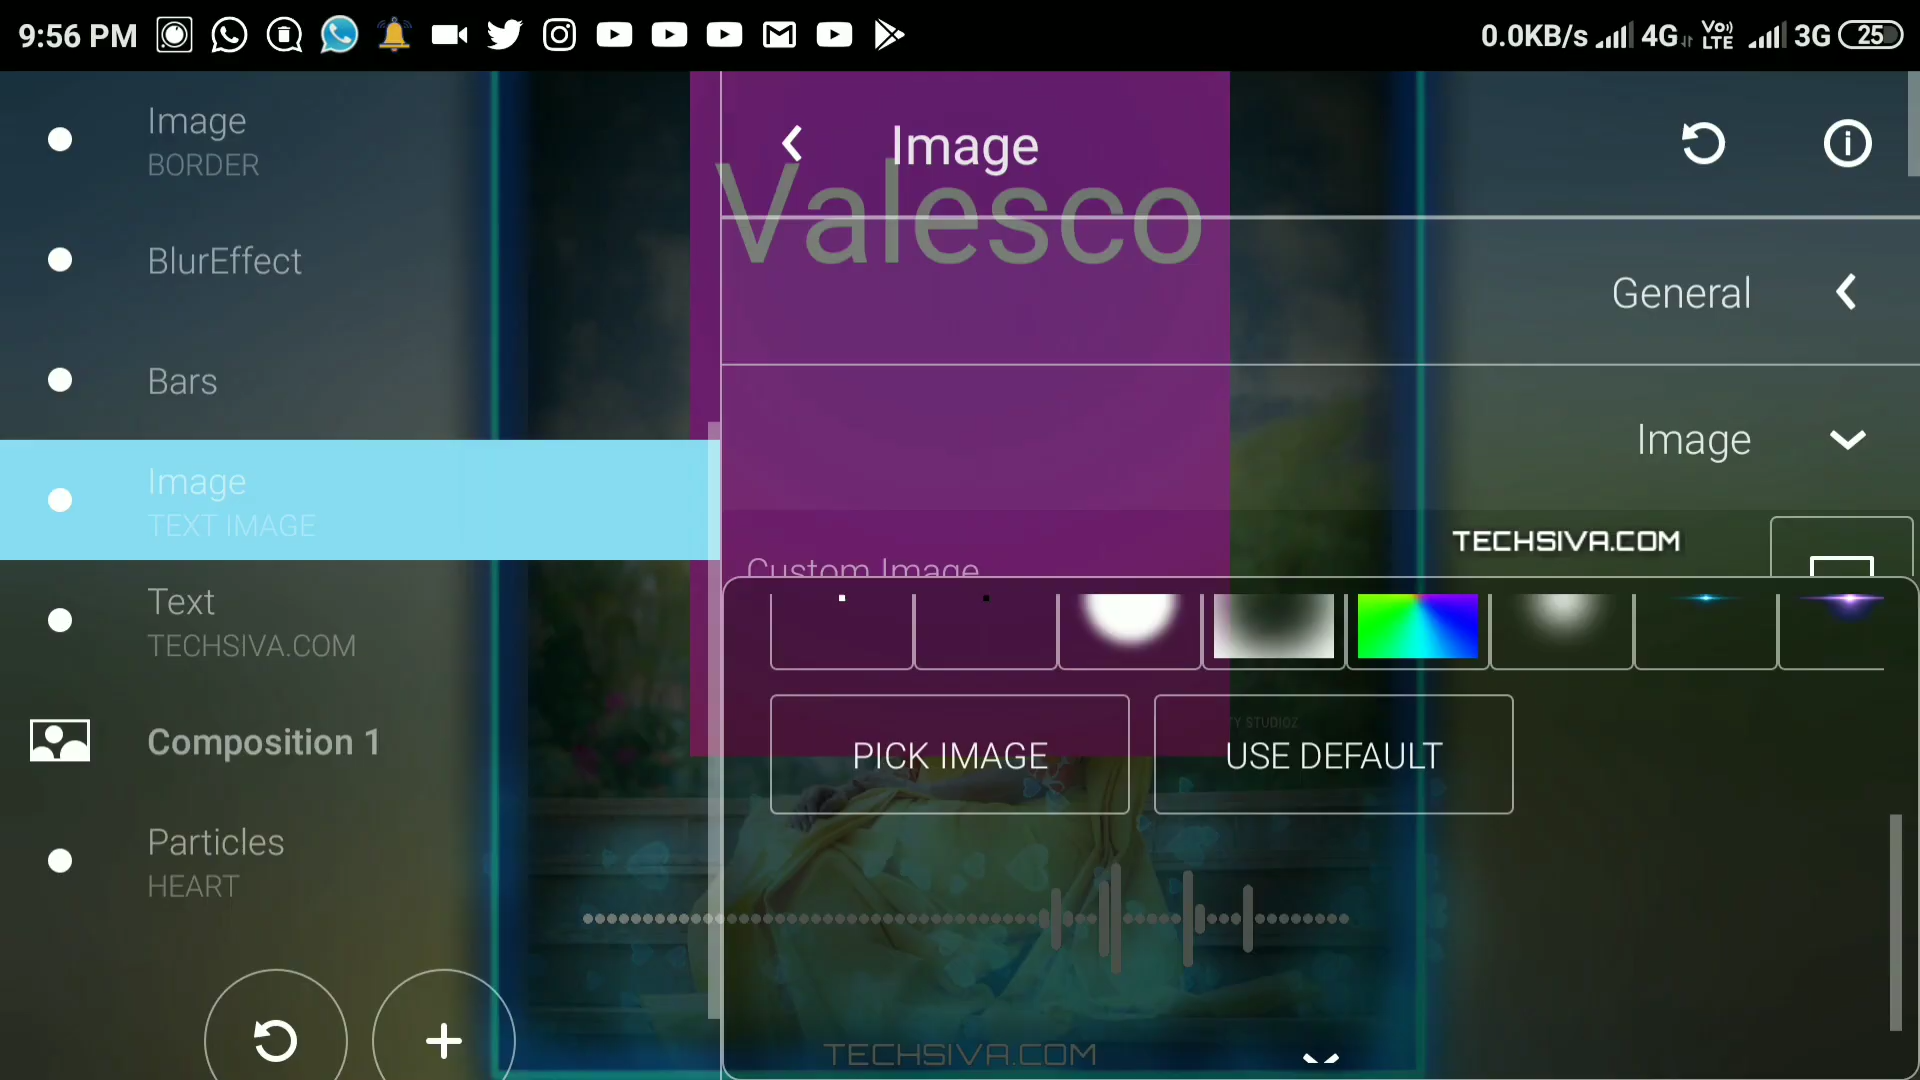 9:56 PM
0.0KB/s 4G Vo) LTE 3G 25
Image
BORDER
BlurEffect
Bars
Image
TEXT IMAGE
Text
TECHSIVA.COM
Composition 1
Particles
HEART
Image
Valesco
General
Image
TECHSIVA.COM
Custom Image
TY STUDIOZ
PICK IMAGE
USE DEFAULT
TECHSIVA.COM